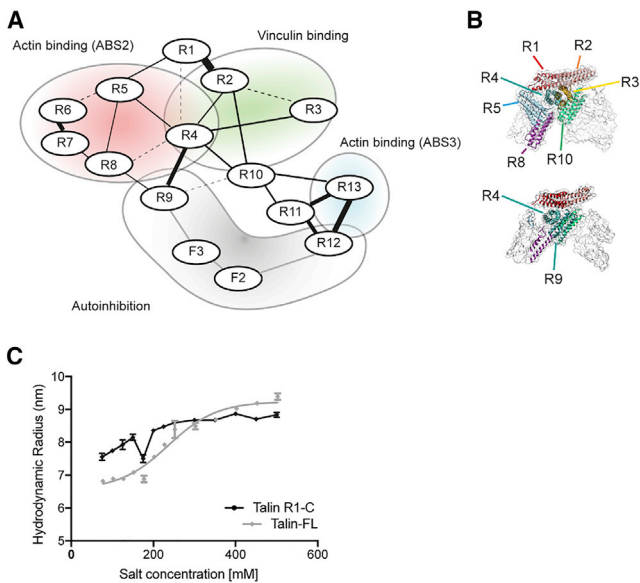 A
Actin binding (ABS2)
Vinculin binding
R1
R2
R5
R6
R3
R7
R4
R8
Actin binding (ABS3)
R10
R13
R9
R11
R12
F3
F2
Autoinhibition
B
R1
R2
R4
R3
R5
R8
R10
R4
R9
C
Hydrodynamic Radius (nm)
10
9
8
7
6
5
0
200
400
600
Talin R1-C
Talin-FL
Salt concentration [mM]